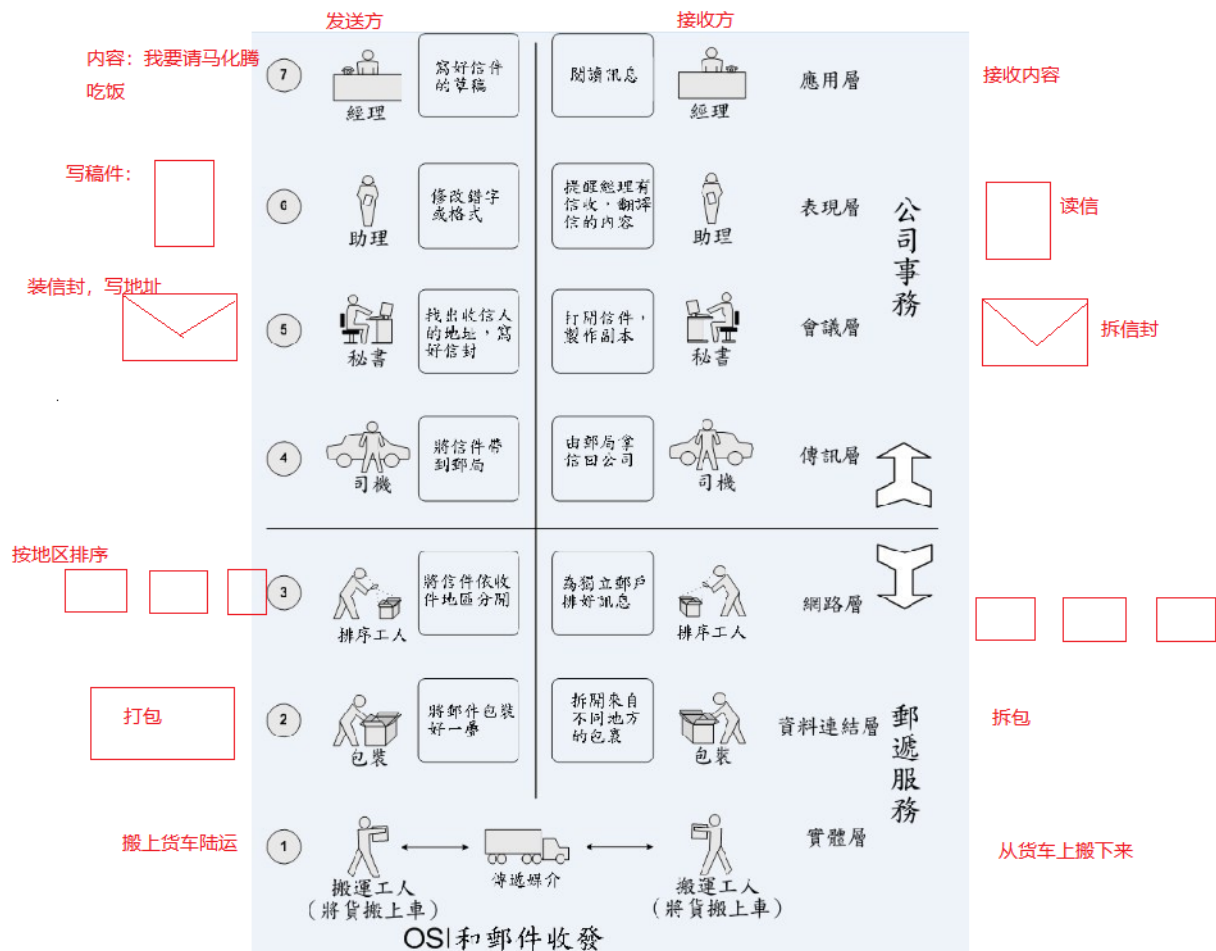 发送方
接收方
内容：我要请马化腾
吃饭
7
經理
寫好信件
的草稿
閱讀訊息
經理
應用層
接收内容
写稿件：
6
助理
修改錯字
或格式
提醒經理有
信收，翻譯
信的內容
助理
表現層
读信
公司事務
装信封，写地址
5
秘書
找出收信人
的地址，寫
好信封
打開信件，
製作副本
秘書
會議層
拆信封
4
司機
將信件帶
到郵局
由郵局拿
信回公司
司機
傳訊層
按地区排序
3
排序工人
將信件依收
件地區分開
為獨立郵戶
排好訊息
排序工人
網路層
打包
2
包裝
將郵件包裝
好一層
拆開來自
不同地方
的包裹
包裝
資料連結層
拆包
郵遞服務
搬上货车陆运
1
搬運工人
（將貨搬上車）
傳遞媒介
搬運工人
（將貨搬上車）
實體層
从货车上搬下来
OSI和郵件收發